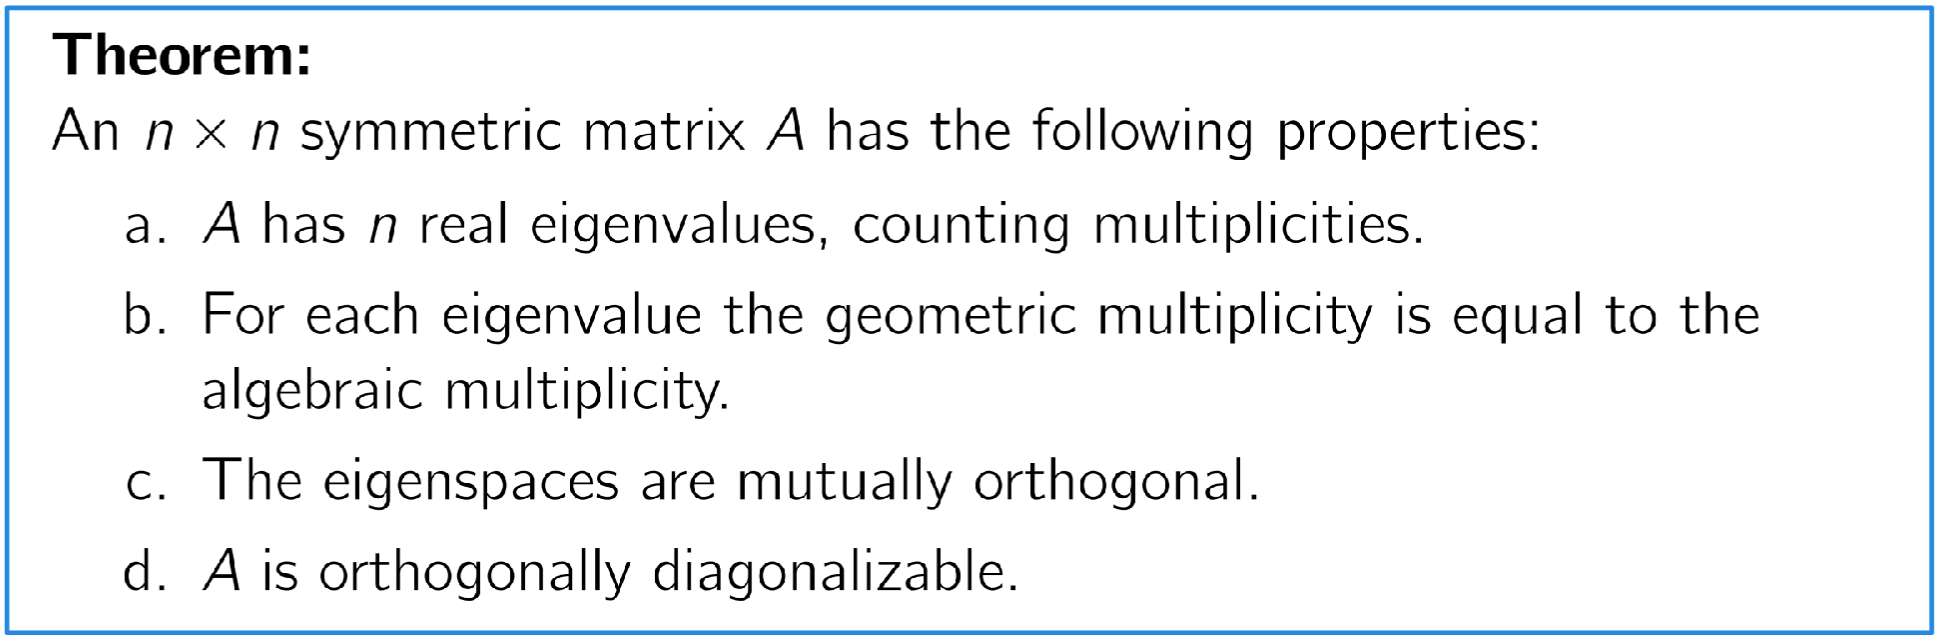 Theorem:
An n × n symmetric matrix A has the following properties:
a. A has n real eigenvalues, counting multiplicities.
b. For each eigenvalue the geometric multiplicity is equal to the
algebraic multiplicity.
c. The eigenspaces are mutually orthogonal.
d. A is orthogonally diagonalizable.